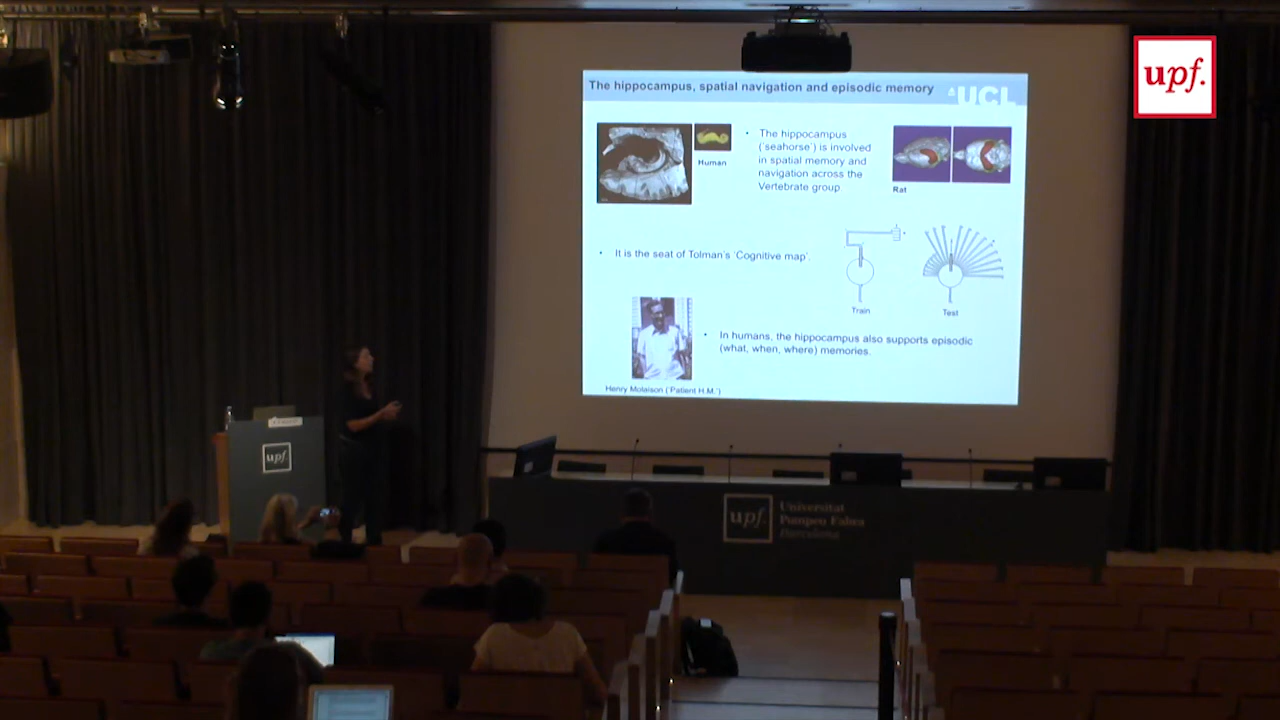 The hippocampus, spatial navigation and episodic memory
UCL
upf.
Human
• The hippocampus
('seahorse') is involved
in spatial memory and
navigation across the
Vertebrate group
Rat
• It is the seat of Tolman's 'Cognitive map'.
Train
Test
• In humans, the hippocampus also supports episodic
(what, when, where) memories.
Henry Molaison ('Patient H.M.')
upf.
upf.
Universitat
Pompeu Fabra
Barcelona